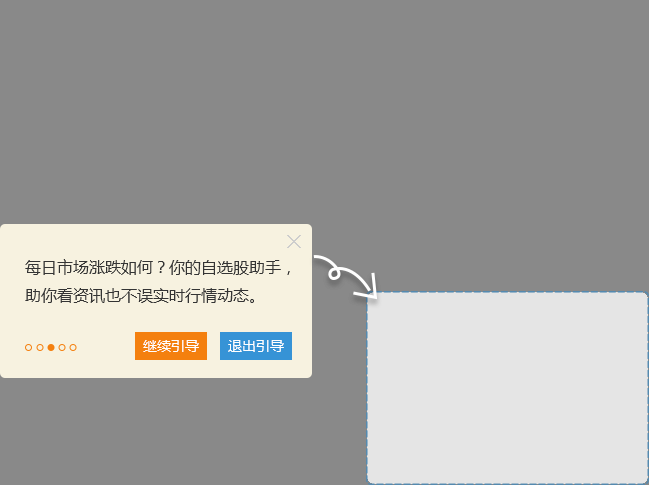 每日市场涨跌如何？你的自选股助手，
助你看资讯也不误实时行情动态。
继续引导 退出引导